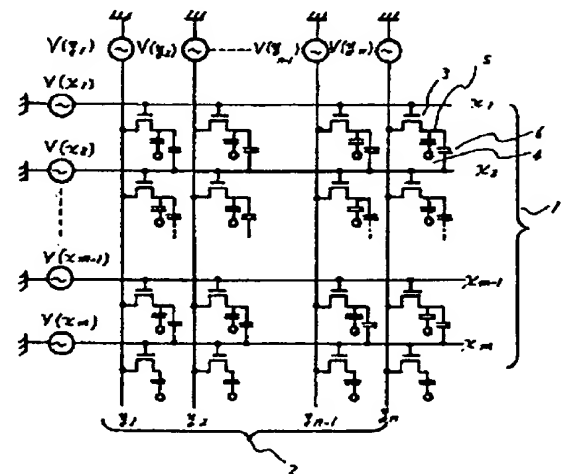 V(y1) V(y2) V(yn-1) V(yn)
V(x1) x1
3 5
6
4
V(x2) x2
1
V(xm-1) xm-1
V(xm) xm
y1 y2 yn-1 yn
2